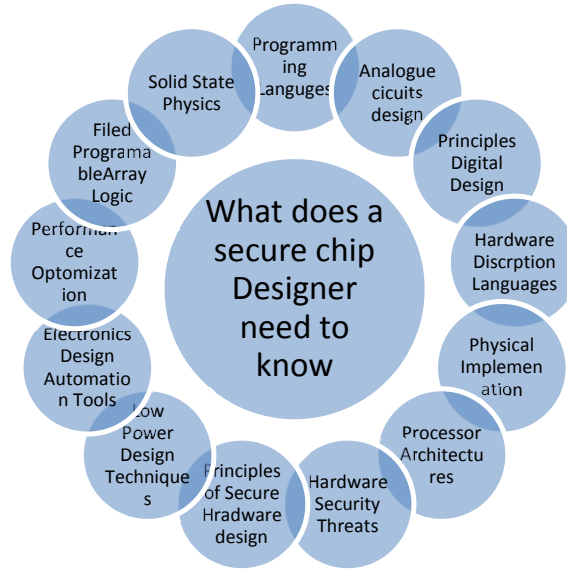 What does a
secure chip
Designer
need to
know
Programm
ing
Languges
Analogue
cicuits
design
Principles
Digital
Design
Hardware
Discrption
Languages
Physical
Implemen
ation
Processor
Architectu
res
Hardware
Security
Threats
Principles
of Secure
Hradware
design
Low
Power
Design
Technique
s
Electronics
Design
Automatio
n Tools
Performan
ce
Optomizat
ion
Filed
Programa
bleArray
Logic
Solid State
Physics